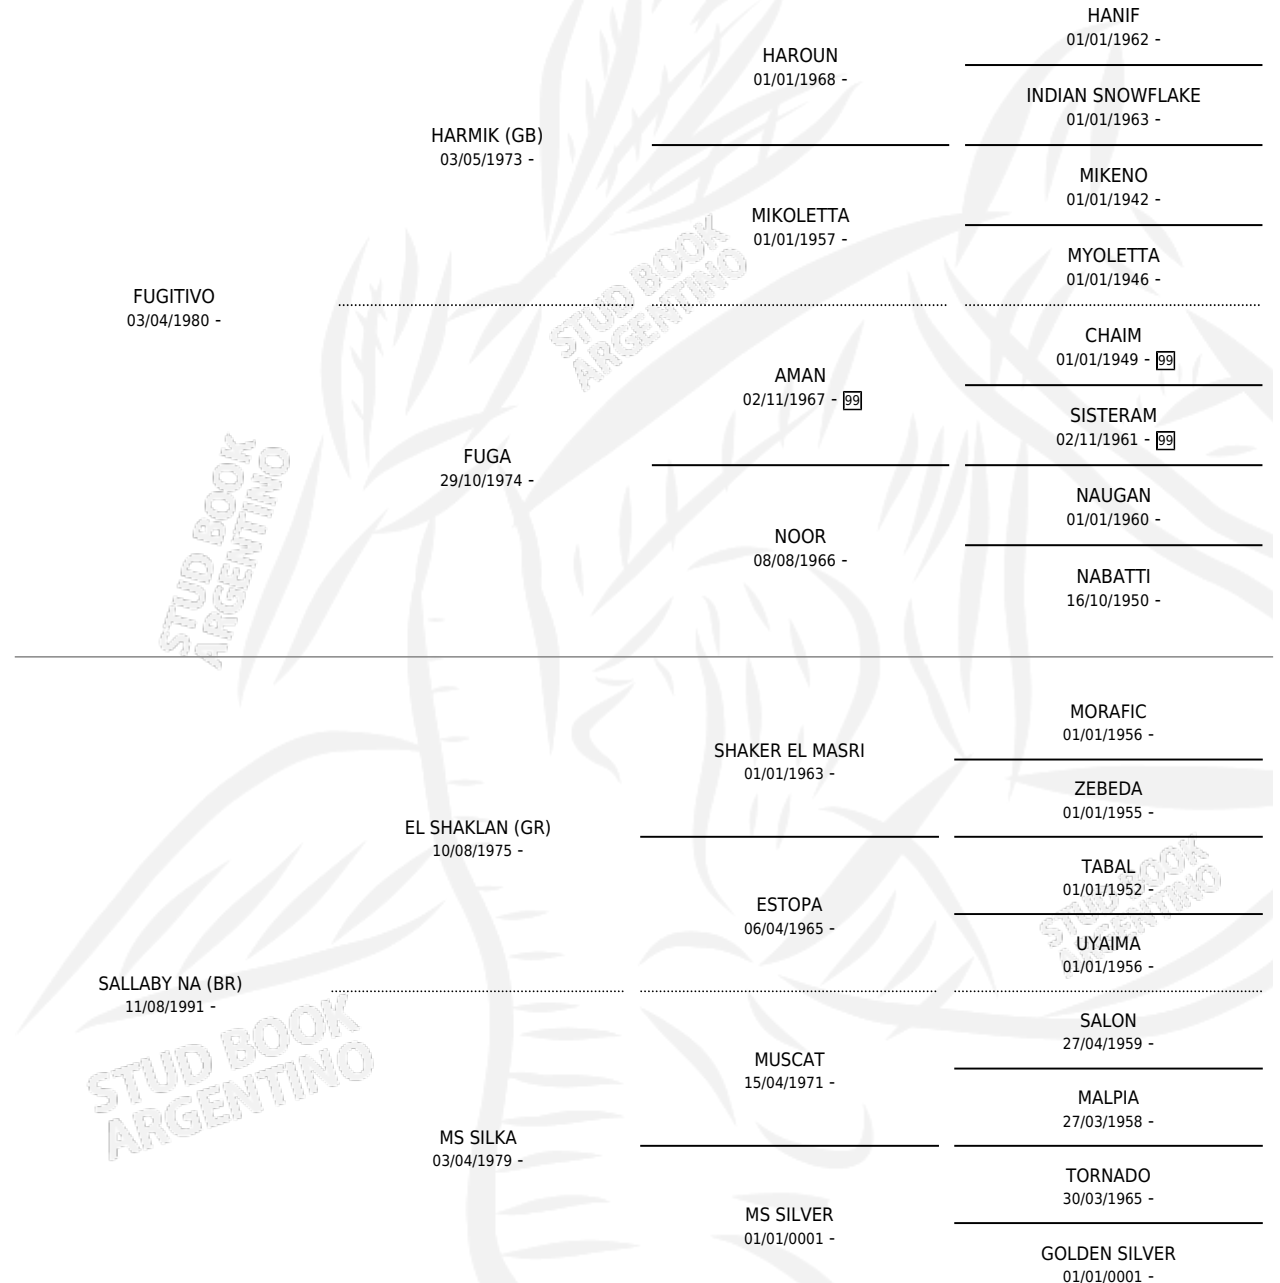 HANIF
01/01/1962 -
HAROUN
01/01/1968 -
INDIAN SNOWFLAKE
01/01/1963 -
HARMIK (GB)
03/05/1973 -
MIKENO
01/01/1942 -
MIKOLETTA
01/01/1957 -
MYOLETTA
01/01/1946 -
FUGITIVO
03/04/1980 -
CHAIM
01/01/1949 - 99
AMAN
02/11/1967 - 99
SISTERAM
02/11/1961 - 99
FUGA
29/10/1974 -
NAUGAN
01/01/1960 -
NOOR
08/08/1966 -
NABATTI
16/10/1950 -
MORAFIC
01/01/1956 -
SHAKER EL MASRI
01/01/1963 -
ZEBEDA
01/01/1955 -
EL SHAKLAN (GR)
10/08/1975 -
TABAL
01/01/1952 -
ESTOPA
06/04/1965 -
UYAIMA
01/01/1956 -
SALLABY NA (BR)
11/08/1991 -
SALON
27/04/1959 -
MUSCAT
15/04/1971 -
MALPIA
27/03/1958 -
MS SILKA
03/04/1979 -
TORNADO
30/03/1965 -
MS SILVER
01/01/0001 -
GOLDEN SILVER
01/01/0001 -
STUD BOOK
ARGENTINO
STUD BOOK
ARGENTINO
STUD BOOK
ARGENTINO
STUD BOOK
ARGENTINO